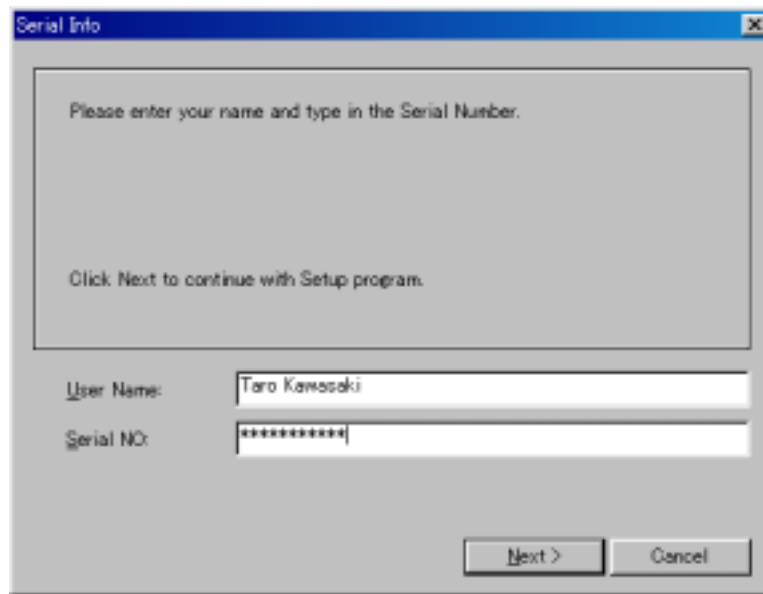 Serial Info
Please enter your name and type in the Serial Number.
Click Next to continue with Setup program.
User Name:
Taro Kawasaki
Serial NO:
***********
Next >
Cancel